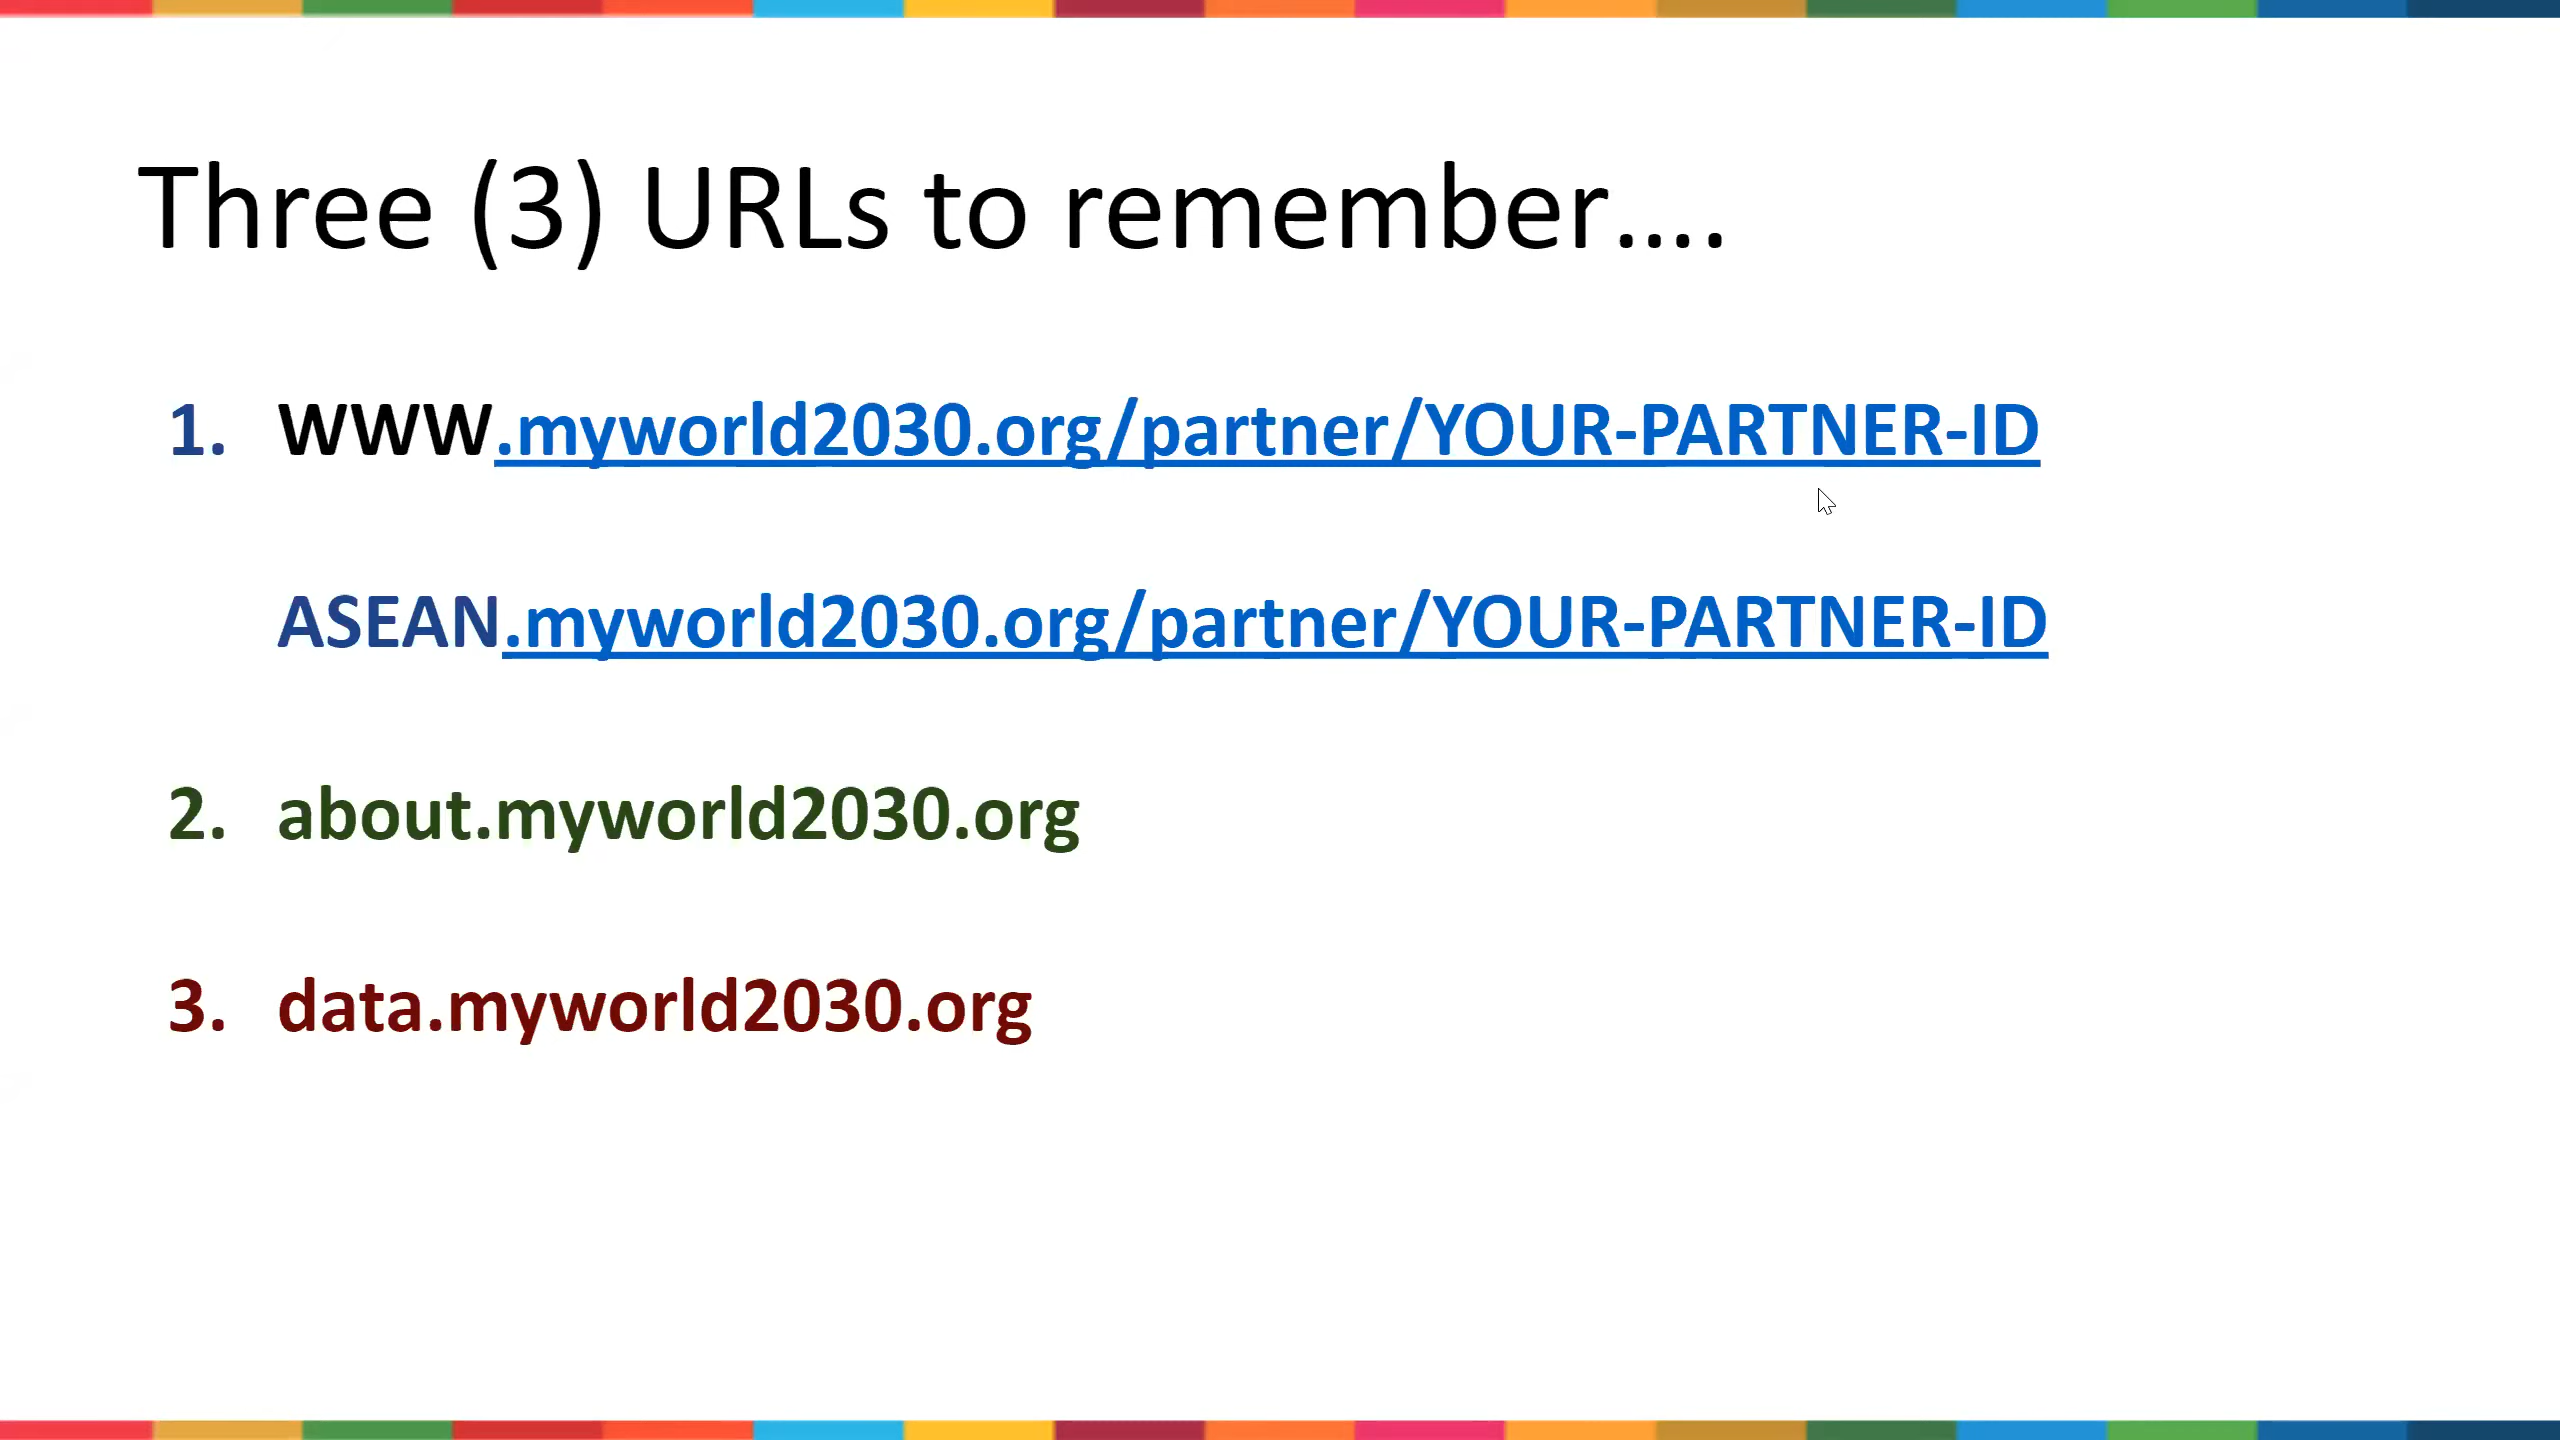 Three (3) URLs to remember....
1. WWW.myworld2030.org/partner/YOUR-PARTNER-ID
ASEAN.myworld2030.org/partner/YOUR-PARTNER-ID
2. about.myworld2030.org
3. data.myworld2030.org